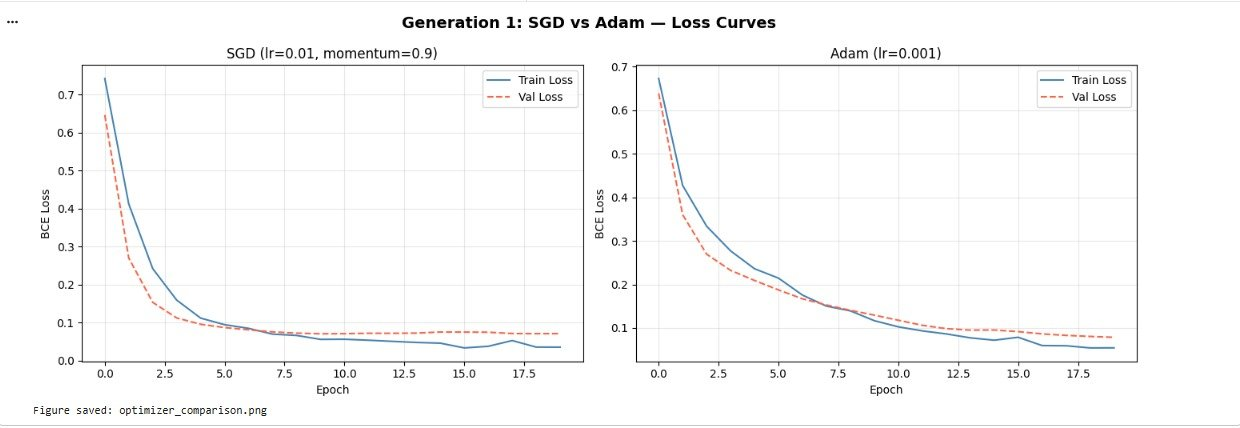 ...
Generation 1: SGD vs Adam — Loss Curves
SGD (lr=0.01, momentum=0.9)
Train Loss
Val Loss
0.7
0.6
0.5
0.4
0.3
0.2
0.1
0.0
BCE Loss
0.0 2.5 5.0 7.5 10.0 12.5 15.0 17.5
Epoch
Adam (lr=0.001)
Train Loss
Val Loss
0.7
0.6
0.5
0.4
0.3
0.2
0.1
BCE Loss
0.0 2.5 5.0 7.5 10.0 12.5 15.0 17.5
Epoch
Figure saved: optimizer_comparison.png